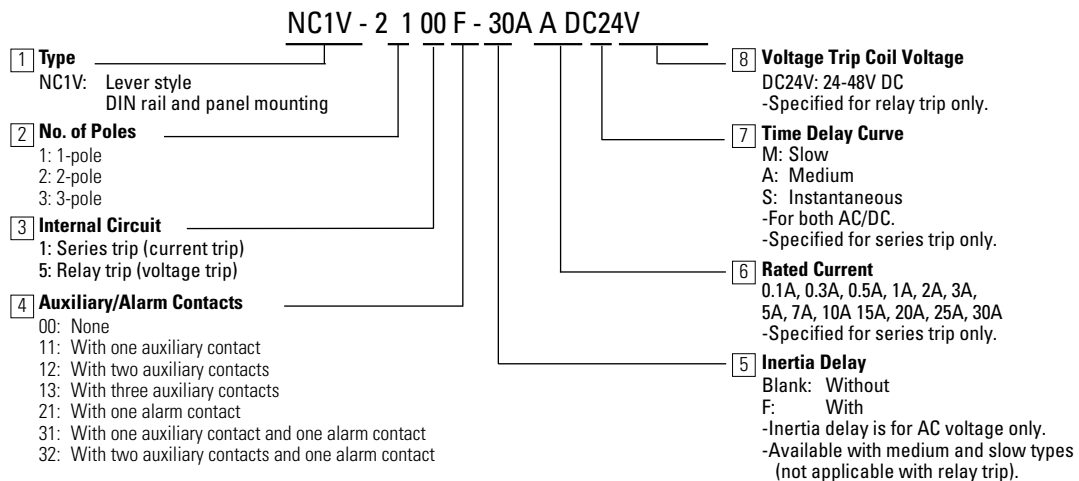 NC1V - 2 1 00 F - 30A A DC24V
1 Type
NC1V: Lever style
DIN rail and panel mounting
2 No. of Poles
1: 1-pole
2: 2-pole
3: 3-pole
3 Internal Circuit
1: Series trip (current trip)
5: Relay trip (voltage trip)
4 Auxiliary/Alarm Contacts
00: None
11: With one auxiliary contact
12: With two auxiliary contacts
13: With three auxiliary contacts
21: With one alarm contact
31: With one auxiliary contact and one alarm contact
32: With two auxiliary contacts and one alarm contact
8 Voltage Trip Coil Voltage
DC24V: 24-48V DC
-Specified for relay trip only.
7 Time Delay Curve
M: Slow
A: Medium
S: Instantaneous
-For both AC/DC.
-Specified for series trip only.
6 Rated Current
0.1A, 0.3A, 0.5A, 1A, 2A, 3A,
5A, 7A, 10A 15A, 20A, 25A, 30A
-Specified for series trip only.
5 Inertia Delay
Blank: Without
F: With
-Inertia delay is for AC voltage only.
-Available with medium and slow types
(not applicable with relay trip).